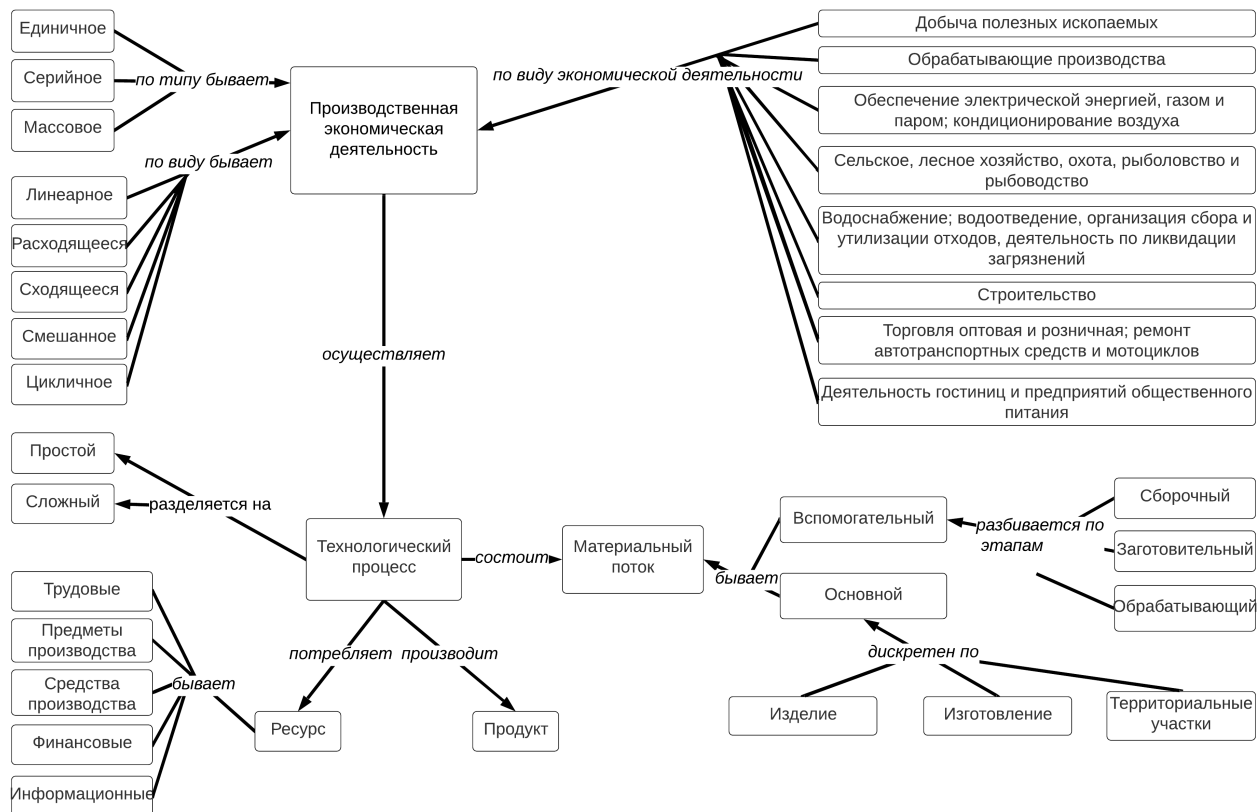 Единичное
Серийное
Массовое
по типу бывает
по виду бывает
Линеарное
Расходящееся
Сходящееся
Смешанное
Цикличное
Производственная
экономическая
деятельность
по виду экономической деятельности
Добыча полезных ископаемых
Обрабатывающие производства
Обеспечение электрической энергией, газом и
паром; кондиционирование воздуха
Сельское, лесное хозяйство, охота, рыболовство и
рыбоводство
Водоснабжение; водоотведение, организация сбора и
утилизации отходов, деятельность по ликвидации
загрязнений
Строительство
Торговля оптовая и розничная; ремонт
автотранспортных средств и мотоциклов
Деятельность гостиниц и предприятий общественного
питания
осуществляет
Простой
Сложный
разделяется на
Технологический
процесс
состоит
Материальный
поток
бывает
Вспомогательный
Основной
разбивается по
этапам
Сборочный
Заготовительный
Обрабатывающий
дискретен по
Изделие
Изготовление
Территориальные
участки
потребляет
производит
Ресурс
Продукт
бывает
Трудовые
Предметы
производства
Средства
производства
Финансовые
Информационные